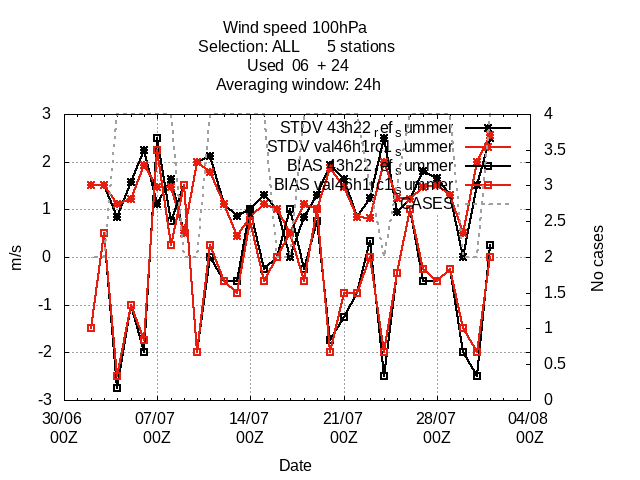 Wind speed 100hPa
Selection: ALL 5 stations
Used 06 + 24
Averaging window: 24h
STDV 43h22_ref_summer
STDV val46h1rc1_summer
BIAS 43h22_ref_summer
BIAS val46h1rc1_summer
CASES
3
2
1
0
-1
-2
-3
m/s
4
3.5
3
2.5
2
1.5
1
0.5
0
No cases
30/06 07/07 14/07 21/07 28/07 04/08
00Z 00Z 00Z 00Z 00Z 00Z
Date